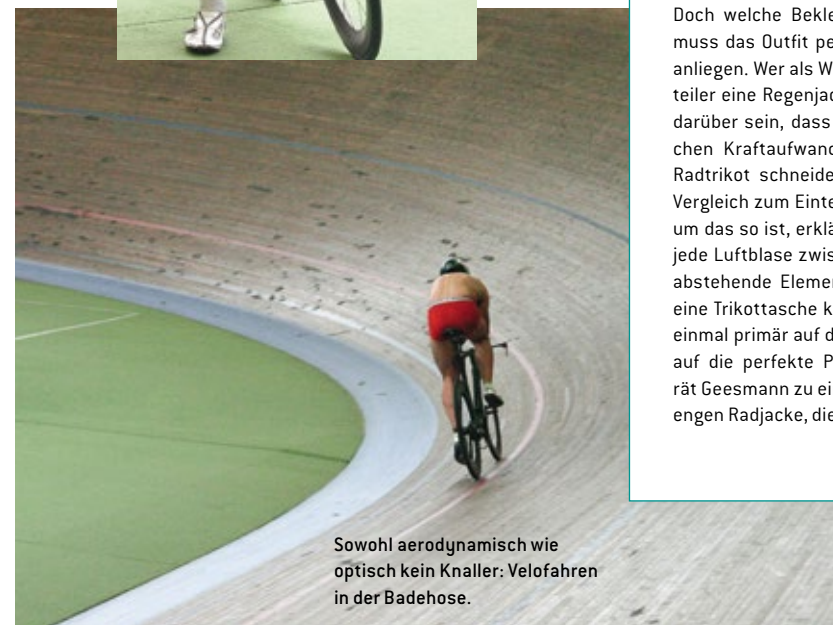 Doch welche Bekle
muss das Outfit pe
anliegen. Wer als W
teiler eine Regenjac
darüber sein, dass
chen Kraftaufwand
Radtrikot schneide
Vergleich zum Einte
um das so ist, erklä
jede Luftblase zwis
abstehende Elemen
eine Trikottasche k
einmal primär auf d
auf die perfekte P
rät Geesmann zu ei
engen Radjacke, die
Sowohl aerodynamisch wie
optisch kein Knaller: Velofahren
in der Badehose.